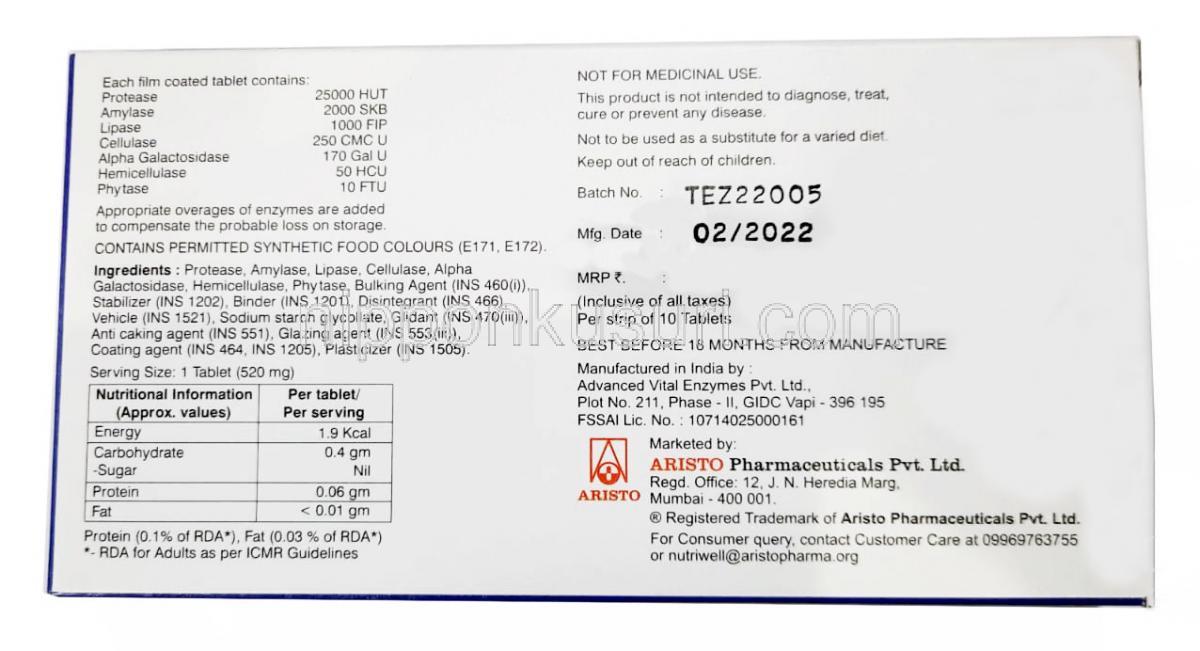 Each film coated tablet contains:
Protease 25000 HUT
Amylase 2000 SKB
Lipase 1000 FIP
Cellulase 250 CMC U
Alpha Galactosidase 170 Gal U
Hemicellulase 50 HCU
Phytase 10 FTU
Appropriate overages of enzymes are added
to compensate the probable loss on storage.
CONTAINS PERMITTED SYNTHETIC FOOD COLOURS (E171, E172).
Ingredients : Protease, Amylase, Lipase, Cellulase, Alpha
Galactosidase, Hemicellulase, Phytase, Bulking Agent (INS 460(i)),
Stabilizer (INS 1202), Binder (INS 1201), Disintegrant (INS 466),
Vehicle (INS 1521), Sodium starch glycollate, Glidant (INS 470(iii)),
Anti caking agent (INS 551), Glazing agent (INS 553(iii)),
Coating agent (INS 464, INS 1205), Plasticizer (INS 1505).
Serving Size: 1 Tablet (520 mg)
Nutritional Information (Approx. values) Per tablet/ Per serving
Energy 1.9 Kcal
Carbohydrate 0.4 gm
-Sugar Nil
Protein 0.06 gm
Fat < 0.01 gm
Protein (0.1% of RDA*), Fat (0.03 % of RDA*)
*- RDA for Adults as per ICMR Guidelines
NOT FOR MEDICINAL USE.
This product is not intended to diagnose, treat,
cure or prevent any disease.
Not to be used as a substitute for a varied diet.
Keep out of reach of children.
Batch No. : TEZ22005
Mfg. Date : 02/2022
MRP ₹. :
(Inclusive of all taxes)
Per strip of 10 Tablets
BEST BEFORE 18 MONTHS FROM MANUFACTURE
Manufactured in India by :
Advanced Vital Enzymes Pvt. Ltd.,
Plot No. 211, Phase - II, GIDC Vapi - 396 195
FSSAI Lic. No. : 10714025000161
Marketed by:
ARISTO Pharmaceuticals Pvt. Ltd.
Regd. Office: 12, J. N. Heredia Marg,
Mumbai - 400 001.
ARISTO
® Registered Trademark of Aristo Pharmaceuticals Pvt. Ltd.
For Consumer query, contact Customer Care at 09969763755
or nutriwell@aristopharma.org
nipponkusuri.com